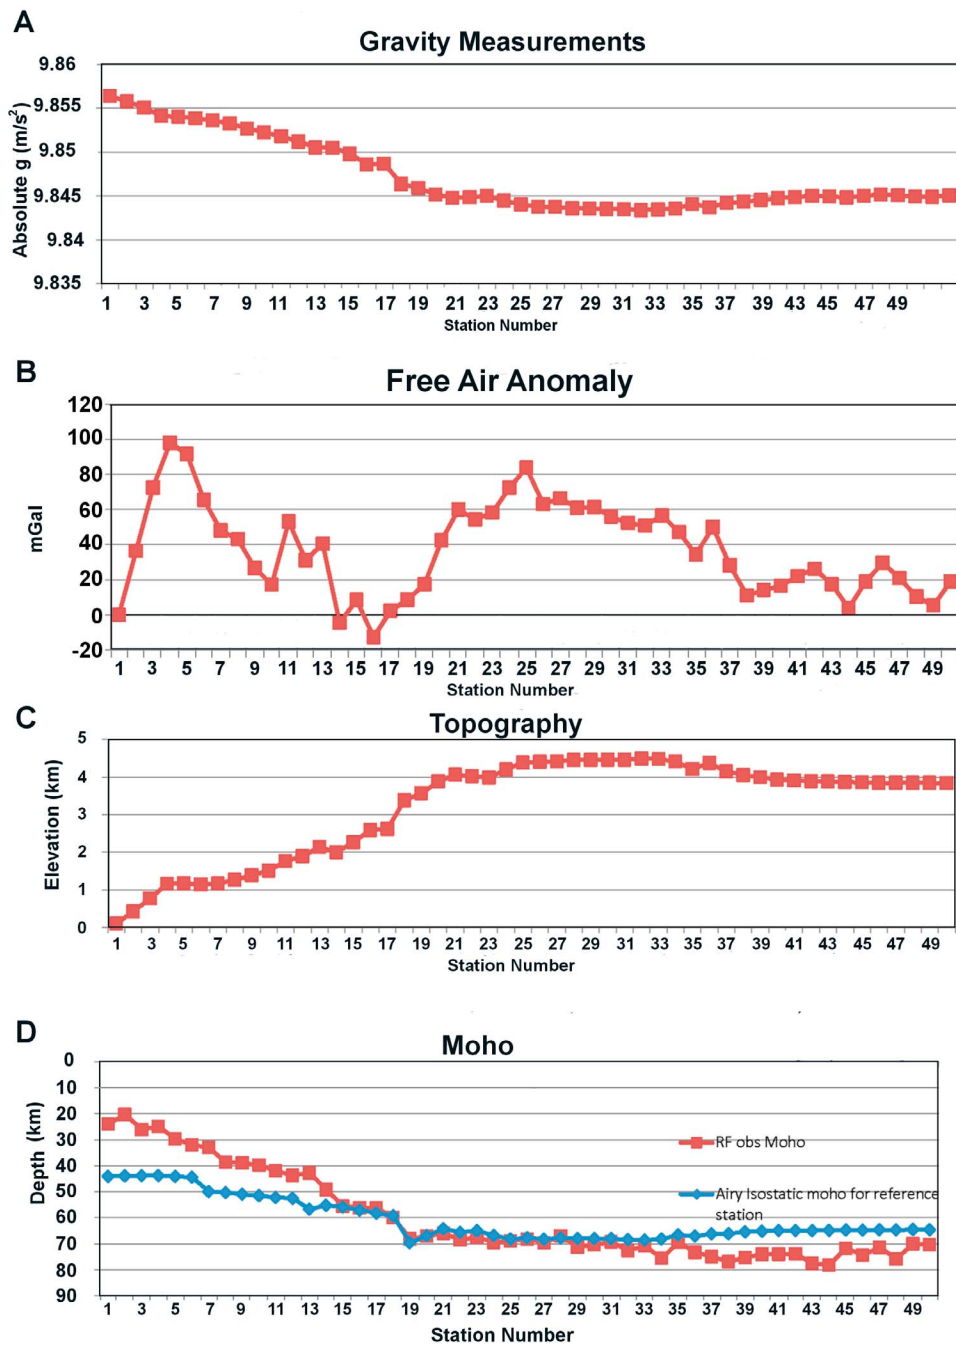 A
Gravity Measurements
Absolute g (m/s²)
9.86
9.855
9.85
9.845
9.84
9.835
1 3 5 7 9 11 13 15 17 19 21 23 25 27 29 31 33 35 37 39 41 43 45 47 49
Station Number
B
Free Air Anomaly
mGal
120
100
80
60
40
20
0
-20
1 3 5 7 9 11 13 15 17 19 21 23 25 27 29 31 33 35 37 39 41 43 45 47 49
Station Number
C
Topography
Elevation (km)
5
4
3
2
1
0
1 3 5 7 9 11 13 15 17 19 21 23 25 27 29 31 33 35 37 39 41 43 45 47 49
Station Number
D
Moho
Depth (km)
0
10
20
30
40
50
60
70
80
90
RF obs Moho
Airy Isostatic moho for reference
station
1 3 5 7 9 11 13 15 17 19 21 23 25 27 29 31 33 35 37 39 41 43 45 47 49
Station Number